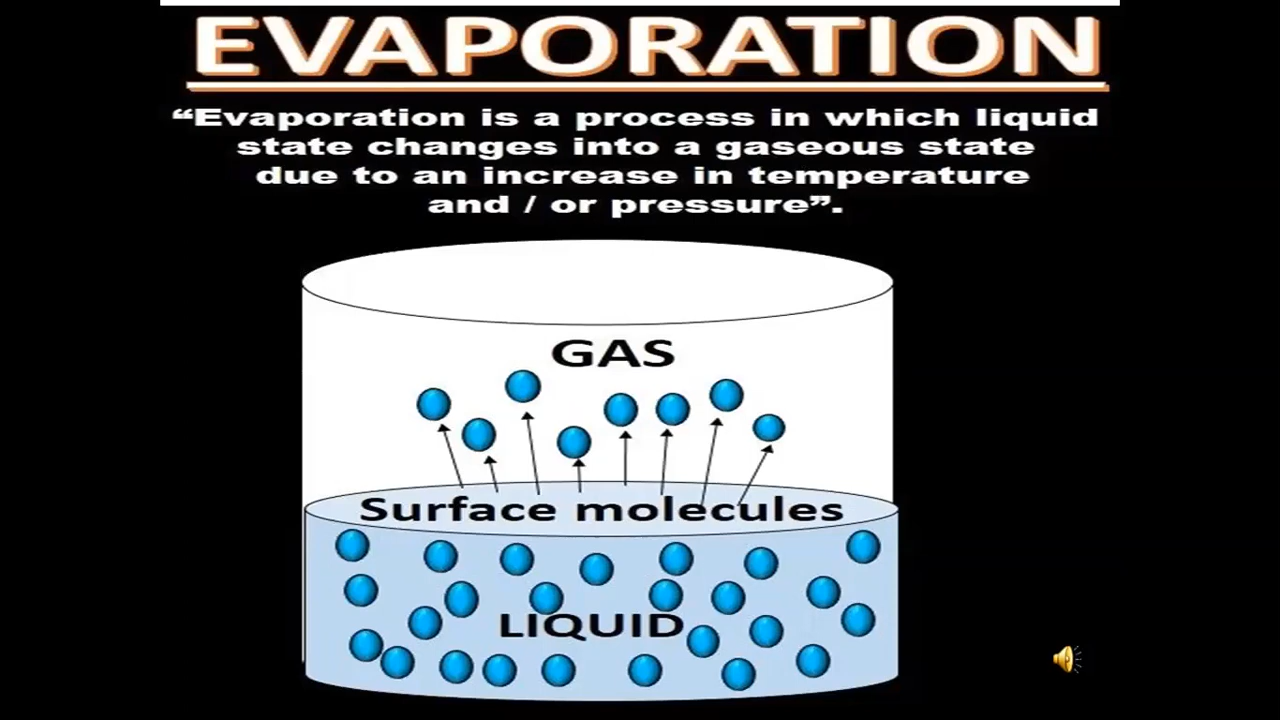 EVAPORATION
“Evaporation is a process in which liquid
state changes into a gaseous state
due to an increase in temperature
and / or pressure”.
GAS
Surface molecules
LIQUID